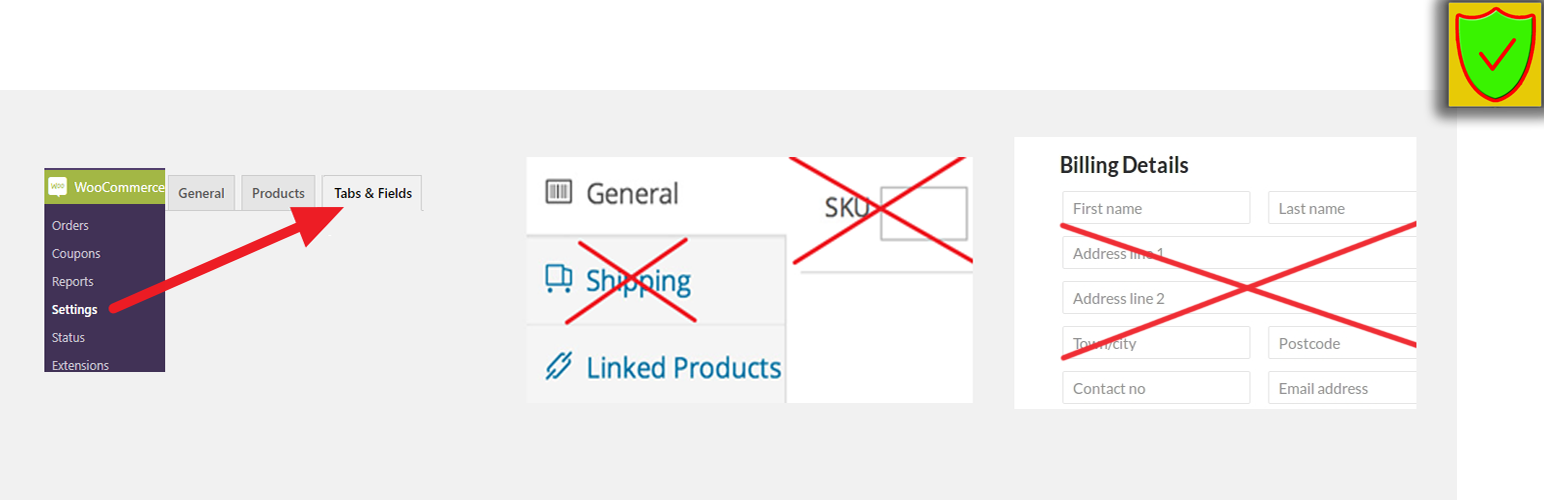 WooCommerce
General
Products
Tabs & Fields
Orders
Coupons
Reports
Settings
Status
Extensions
General
SKU
Shipping
Linked Products
Billing Details
First name
Last name
Address line 1
Address line 2
Town/city
Postcode
Contact no
Email address